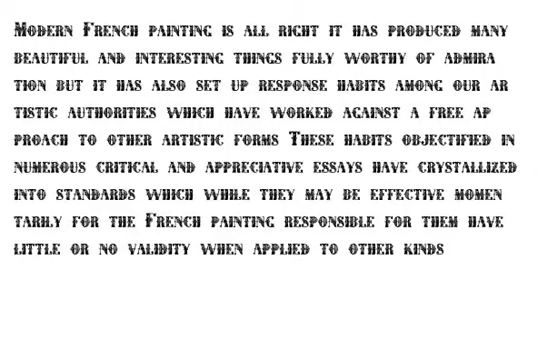 Modern French painting is all right it has produced many
beautiful and interesting things fully worthy of admira
tion but it has also set up response habits among our ar
tistic authorities which have worked against a free ap
proach to other artistic forms These habits objectified in
numerous critical and appreciative essays have crystallized
into standards which while they may be effective momen
tarily for the French painting responsible for them have
little or no validity when applied to other kinds